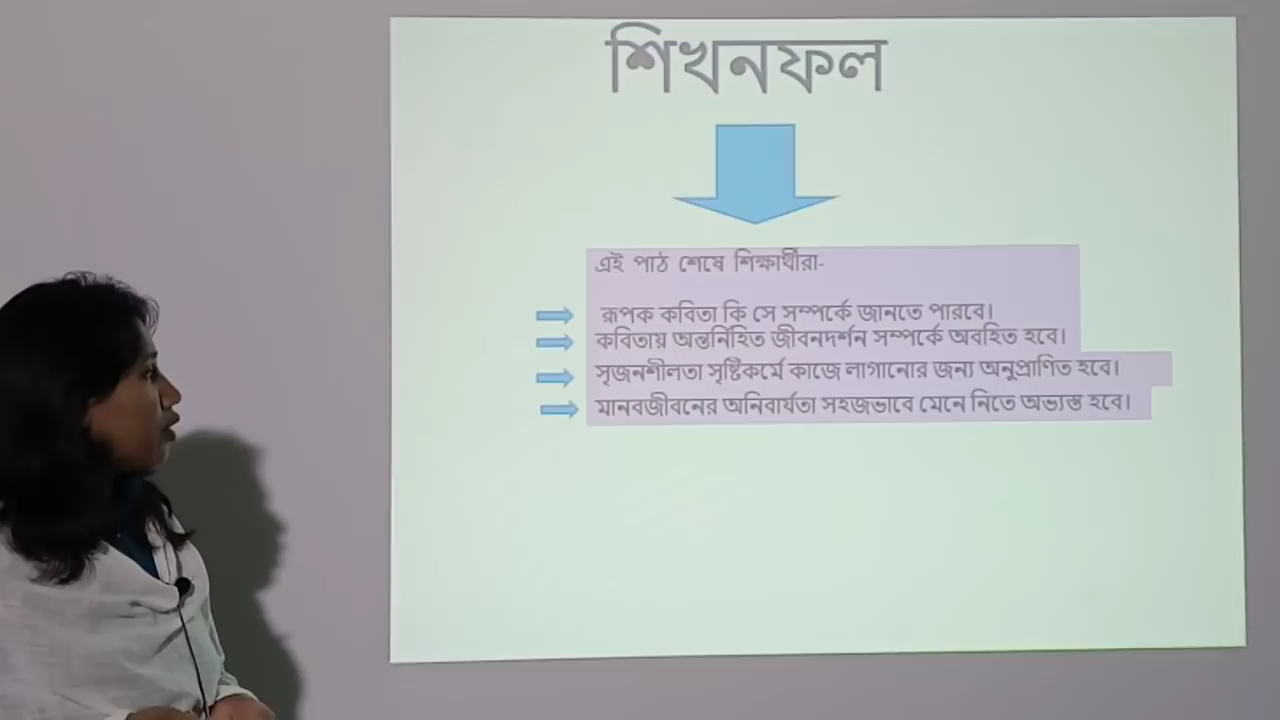 শিখনফল
এই পাঠ শেষে শিক্ষার্থীরা-
রূপক কবিতা কি সে সম্পর্কে জানতে পারবে।
কবিতায় অন্তর্নিহিত জীবনদর্শন সম্পর্কে অবহিত হবে।
সৃজনশীলতা সৃষ্টিকর্মে কাজে লাগানোর জন্য অনুপ্রাণিত হবে।
মানবজীবনের অনিবার্যতা সহজভাবে মেনে নিতে অভ্যস্ত হবে।